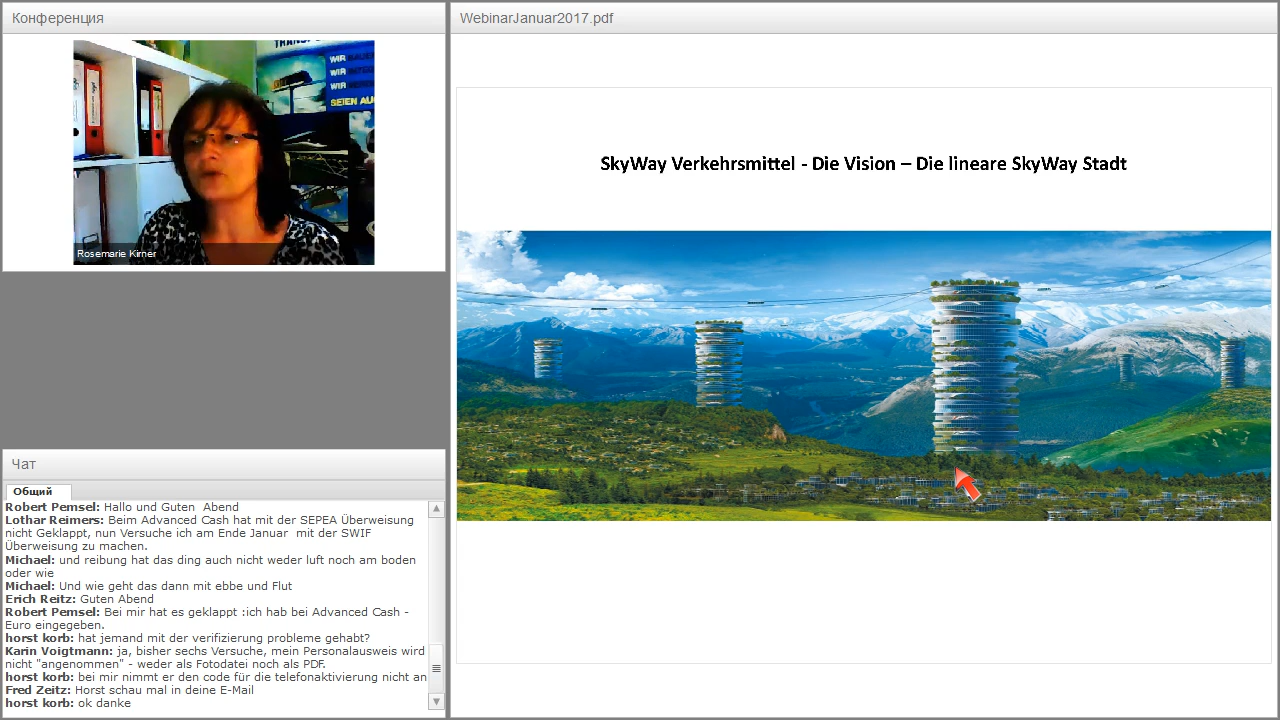 Конференция
TRANSP
WIR
WIR
WIR
SEIEN AU
Rosemarie Kirner
Чат
Общий
Robert Pemsel: Hallo und Guten Abend
Lothar Reimers: Beim Advanced Cash hat mit der SEPEA Überweisung
nicht Geklappt, nun Versuche ich am Ende Januar mit der SWIF
Überweisung zu machen.
Michael: und reibung hat das ding auch nicht weder luft noch am boden
oder wie
Michael: Und wie geht das dann mit ebbe und Flut
Erich Reitz: Guten Abend
Robert Pemsel: Bei mir hat es geklappt :ich hab bei Advanced Cash -
Euro eingegeben.
horst korb: hat jemand mit der verifizierung probleme gehabt?
Karin Voigtmann: ja, bisher sechs Versuche, mein Personalausweis wird
nicht "angenommen" - weder als Fotodatei noch als PDF.
horst korb: bei mir nimmt er den code für die telefonaktivierung nicht an
Fred Zeitz: Horst schau mal in deine E-Mail
horst korb: ok danke
WebinarJanuar2017.pdf
SkyWay Verkehrsmittel - Die Vision – Die lineare SkyWay Stadt